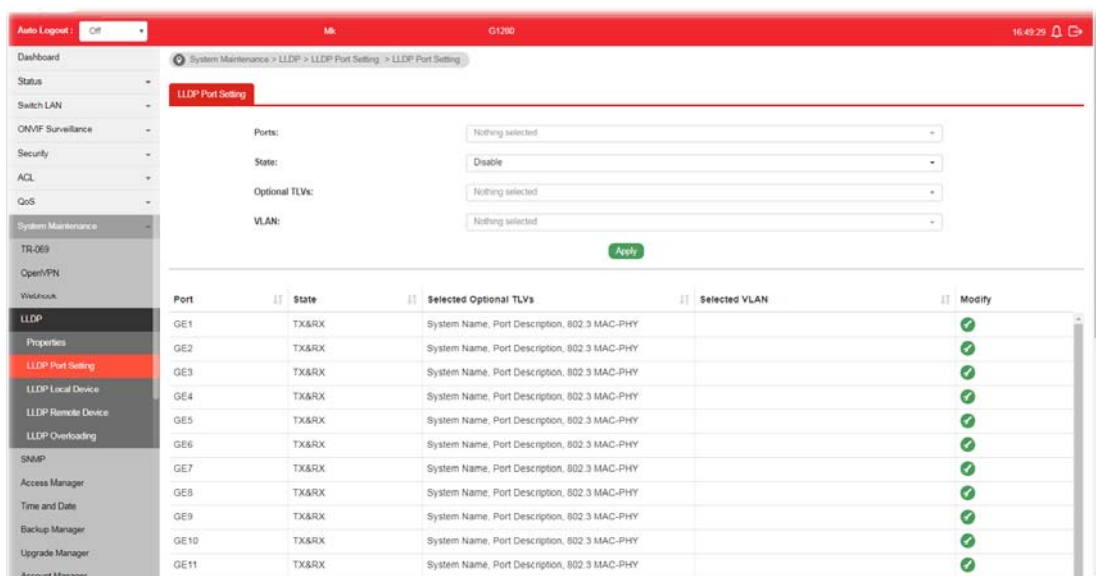 Auto Logout : Off Mk G1280 16:49:29
Dashboard
Status
Switch LAN
ONVIF Surveillance
Security
ACL
QoS
System Maintenance
TR-069
OpenVPN
Webhook
LLDP
Properties
LLDP Port Setting
LLDP Local Device
LLDP Remote Device
LLDP Overloading
SNMP
Access Manager
Time and Date
Backup Manager
Upgrade Manager
Account Manager
System Maintenance > LLDP > LLDP Port Setting > LLDP Port Setting
LLDP Port Setting
Ports: Nothing selected
State: Disable
Optional TLVs: Nothing selected
VLAN: Nothing selected
Apply
Port State Selected Optional TLVs Selected VLAN Modify
GE1 TX&RX System Name, Port Description, 802.3 MAC-PHY
GE2 TX&RX System Name, Port Description, 802.3 MAC-PHY
GE3 TX&RX System Name, Port Description, 802.3 MAC-PHY
GE4 TX&RX System Name, Port Description, 802.3 MAC-PHY
GE5 TX&RX System Name, Port Description, 802.3 MAC-PHY
GE6 TX&RX System Name, Port Description, 802.3 MAC-PHY
GE7 TX&RX System Name, Port Description, 802.3 MAC-PHY
GE8 TX&RX System Name, Port Description, 802.3 MAC-PHY
GE9 TX&RX System Name, Port Description, 802.3 MAC-PHY
GE10 TX&RX System Name, Port Description, 802.3 MAC-PHY
GE11 TX&RX System Name, Port Description, 802.3 MAC-PHY